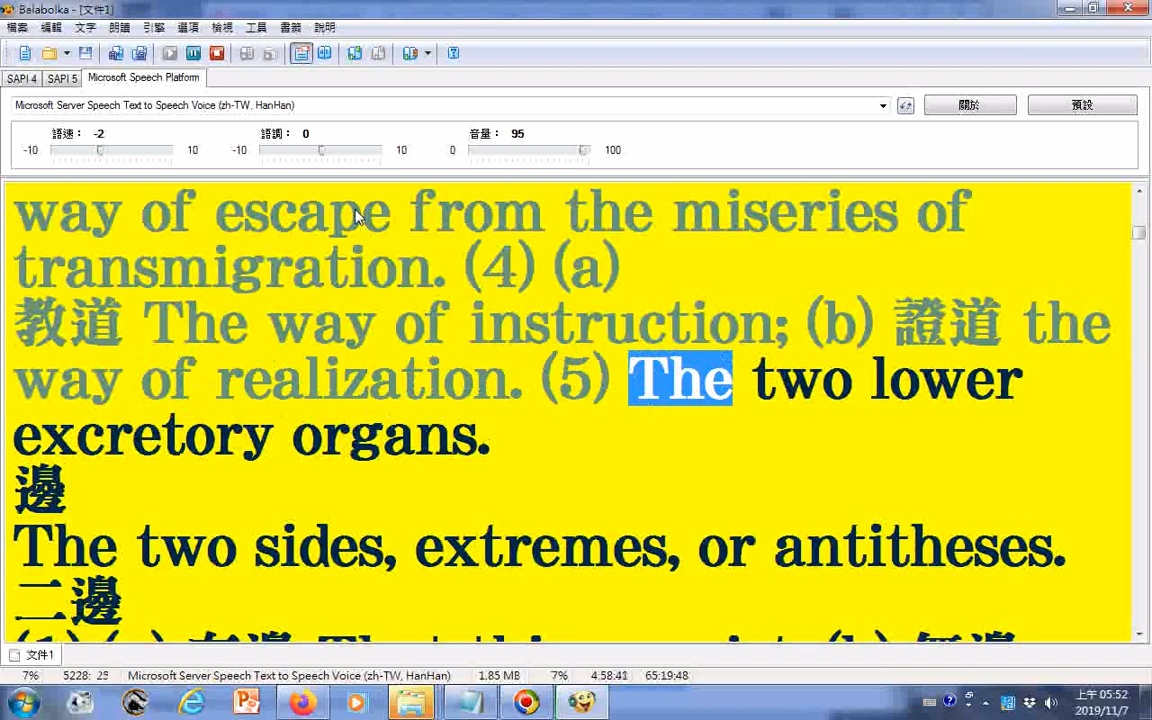 Balabolka - [文件1]
檔案 編輯 文字 朗讀 引擎 選項 檢視 工具 書籤 說明
SAPI 4 SAPI 5 Microsoft Speech Platform
Microsoft Server Speech Text to Speech Voice (zh-TW, HanHan) 關於 預設
語速： -2 語調： 0 音量： 95
-10 10 -10 10 0 100
way of escape from the miseries of
transmigration. (4) (a)
教道 The way of instruction; (b) 證道 the
way of realization. (5) The two lower
excretory organs.
邊
The two sides, extremes, or antitheses.
二邊
文件1
7% 5228: 25 Microsoft Server Speech Text to Speech Voice (zh-TW, HanHan) 1.85 MB 7% 4:58:41 65:19:48
上午 05:52
2019/11/7